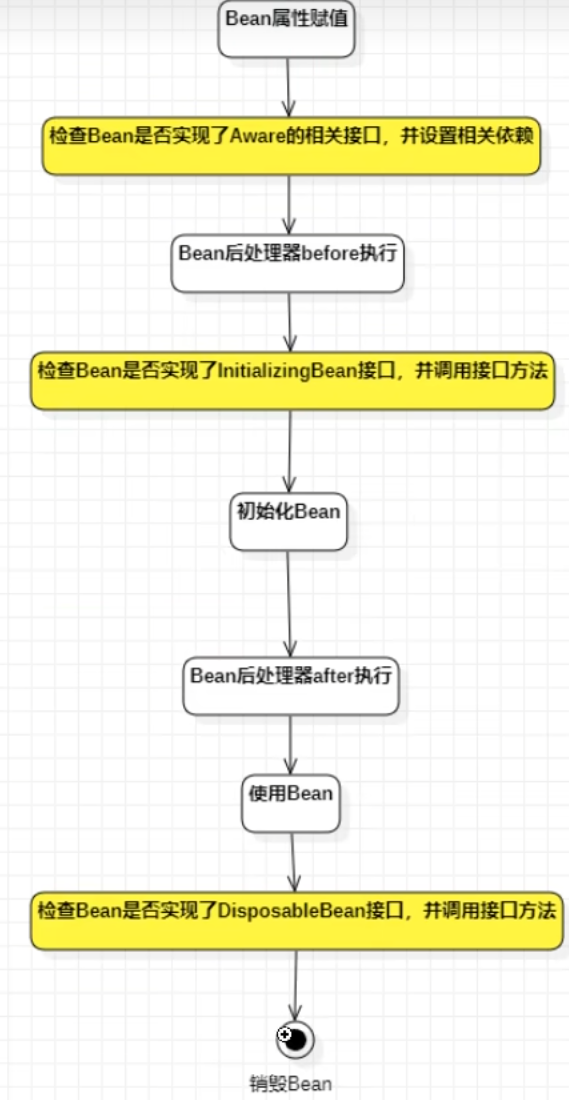 Bean属性赋值
检查Bean是否实现了Aware的相关接口，并设置相关依赖
Bean后处理器before执行
检查Bean是否实现了InitializingBean接口，并调用接口方法
初始化Bean
Bean后处理器after执行
使用Bean
检查Bean是否实现了DisposableBean接口，并调用接口方法
销毁Bean